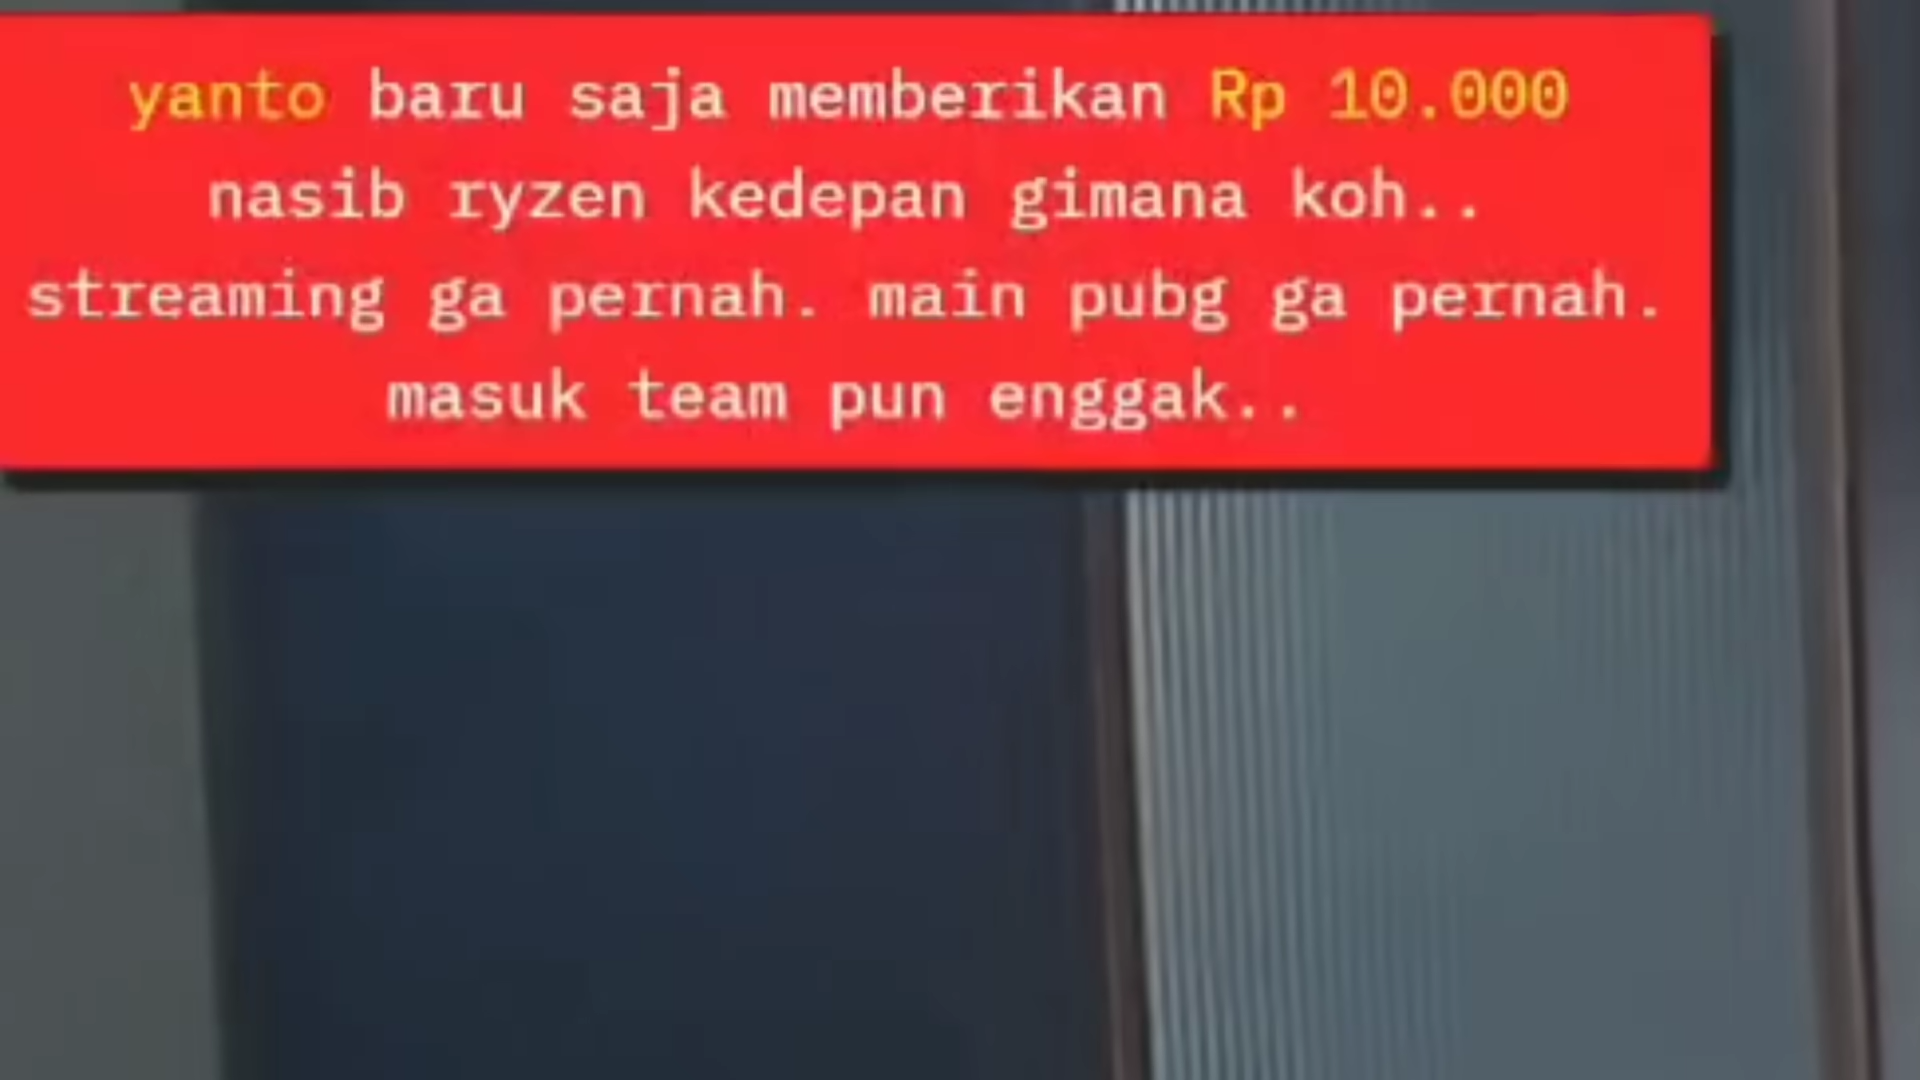 yanto baru saja memberikan Rp 10.000
nasib ryzen kedepan gimana koh..
streaming ga pernah. main pubg ga pernah.
masuk team pun enggak..